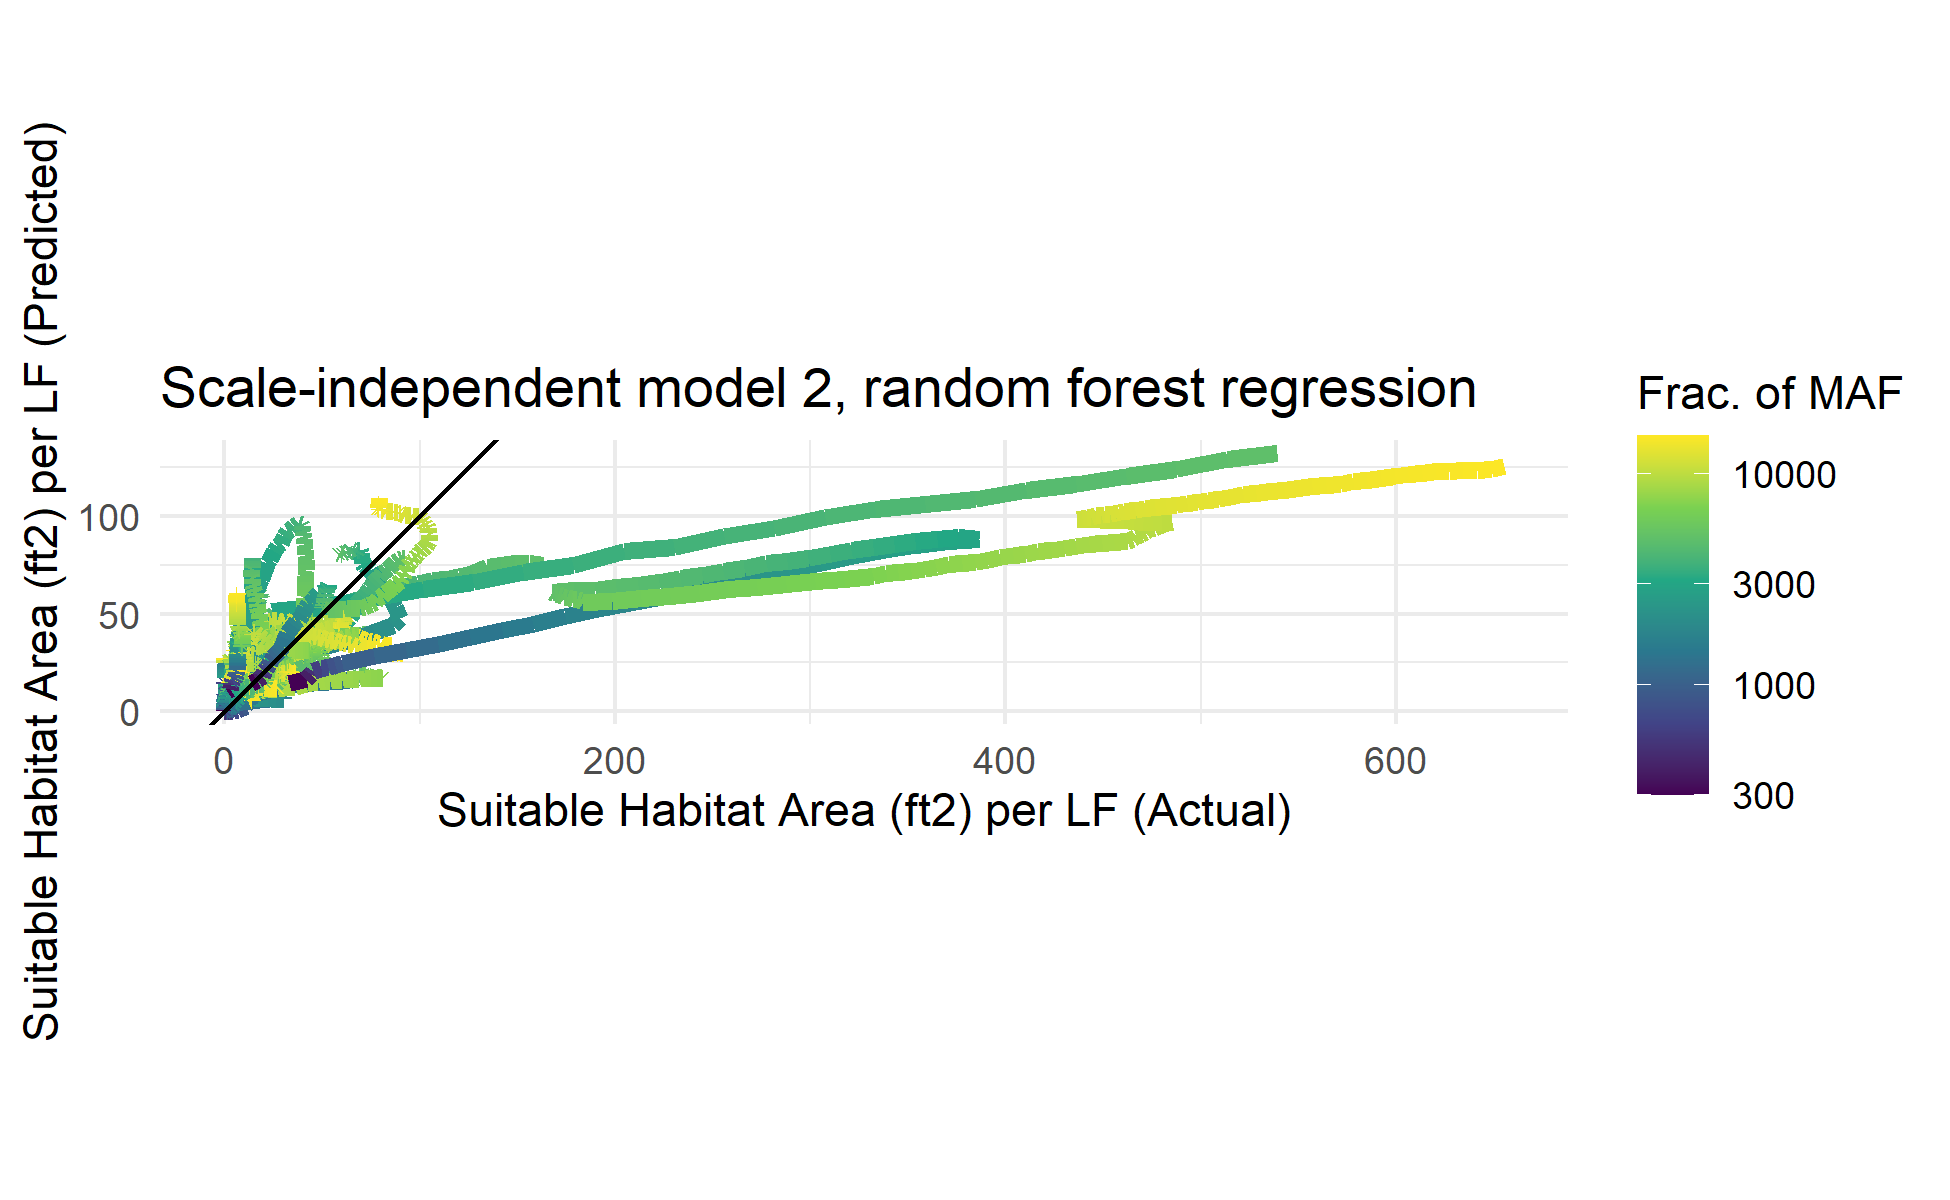 Scale-independent model 2, random forest regression
Suitable Habitat Area (ft2) per LF (Predicted)
100
50
0
0
200
400
600
Suitable Habitat Area (ft2) per LF (Actual)
Frac. of MAF
10000
3000
1000
300